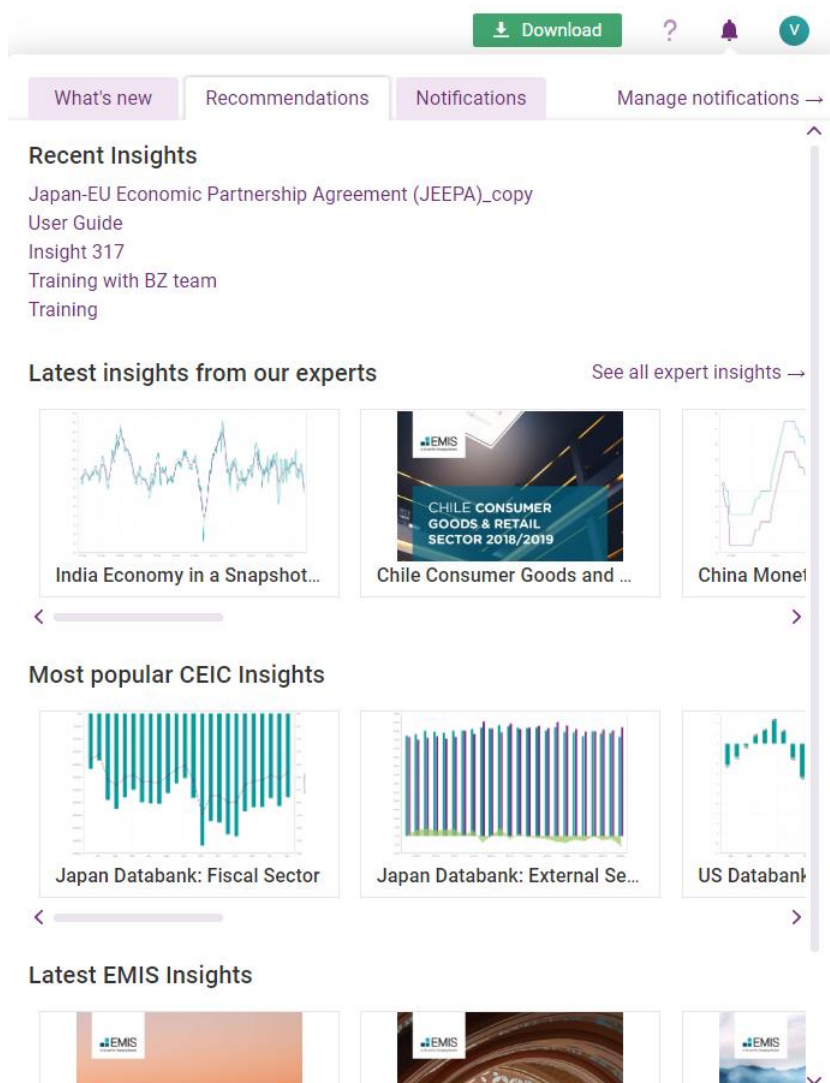 Download
?
V
What's new
Recommendations
Notifications
Manage notifications →
Recent Insights
Japan-EU Economic Partnership Agreement (JEEPA)_copy
User Guide
Insight 317
Training with BZ team
Training
Latest insights from our experts
See all expert insights →
EMIS
CHILE CONSUMER
GOODS & RETAIL
SECTOR 2018/2019
India Economy in a Snapshot...
Chile Consumer Goods and ...
China Monet
Most popular CEIC Insights
Japan Databank: Fiscal Sector
Japan Databank: External Se...
US Databank
Latest EMIS Insights
EMIS
EMIS
EMIS